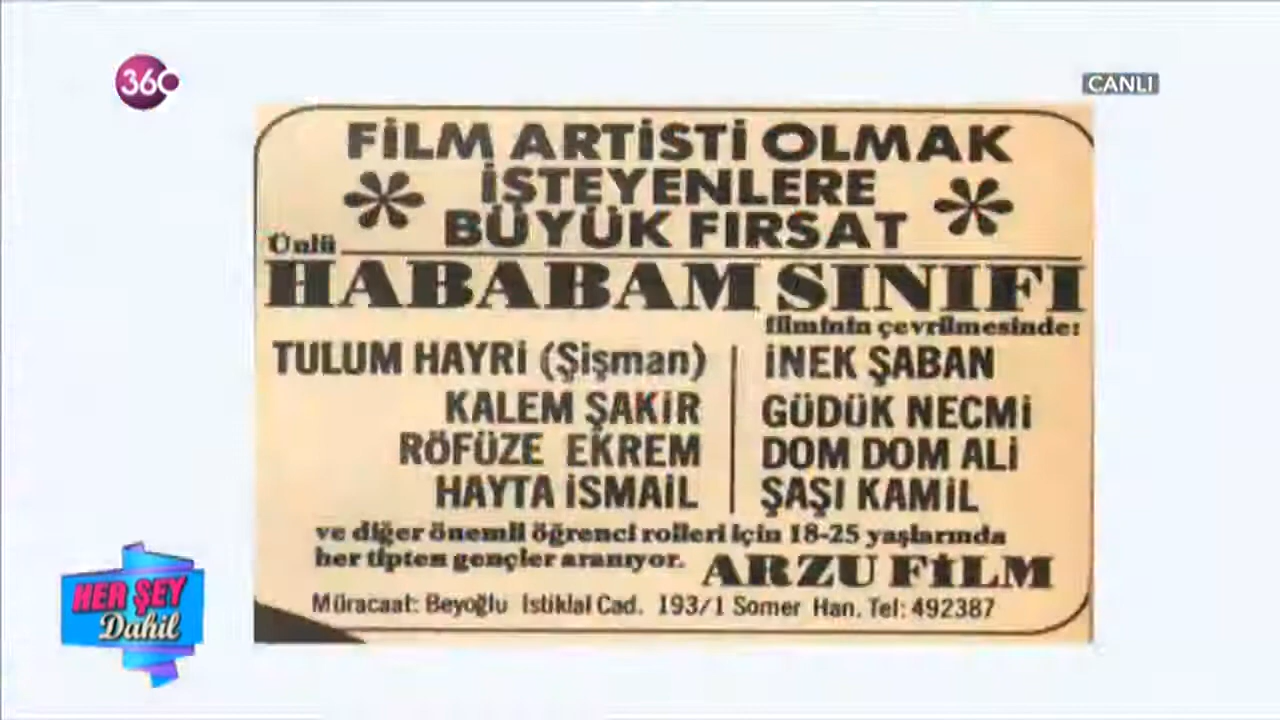 360
CANLI
FİLM ARTİSTİ OLMAK
İSTEYENLERE
BÜYÜK FIRSAT
Ünlü
HABABAM SINIFI
filminin çevrilmesinde:
TULUM HAYRİ (Şişman)
KALEM ŞAKİR
RÖFÜZE EKREM
HAYTA İSMAİL
İNEK ŞABAN
GÜDÜK NECMİ
DOM DOM ALİ
ŞAŞI KAMİL
ve diğer önemli öğrenci rolleri için 18-25 yaşlarında
her tipten gençler aranıyor.
ARZU FİLM
Müracaat: Beyoğlu İstiklal Cad. 193/1 Somer Han. Tel: 492387
HER ŞEY
Dahil